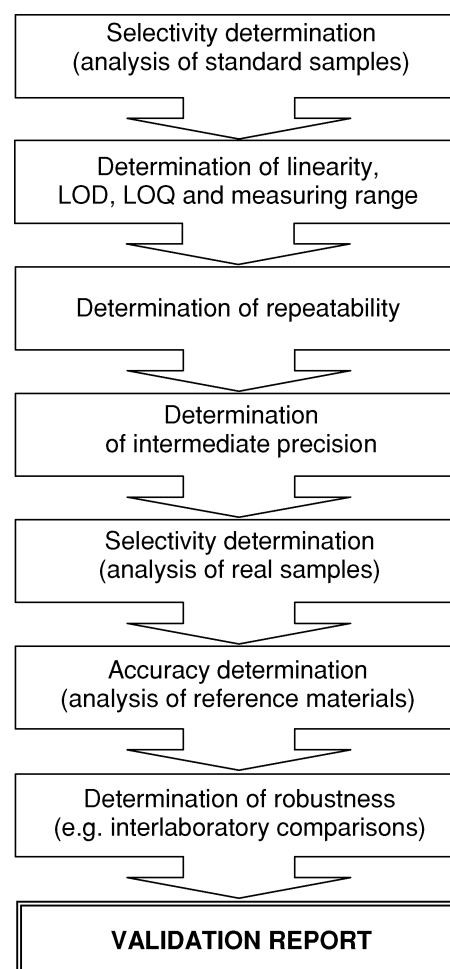 Selectivity determination
(analysis of standard samples)
Determination of linearity,
LOD, LOQ and measuring range
Determination of repeatability
Determination
of intermediate precision
Selectivity determination
(analysis of real samples)
Accuracy determination
(analysis of reference materials)
Determination of robustness
(e.g. interlaboratory comparisons)
VALIDATION REPORT